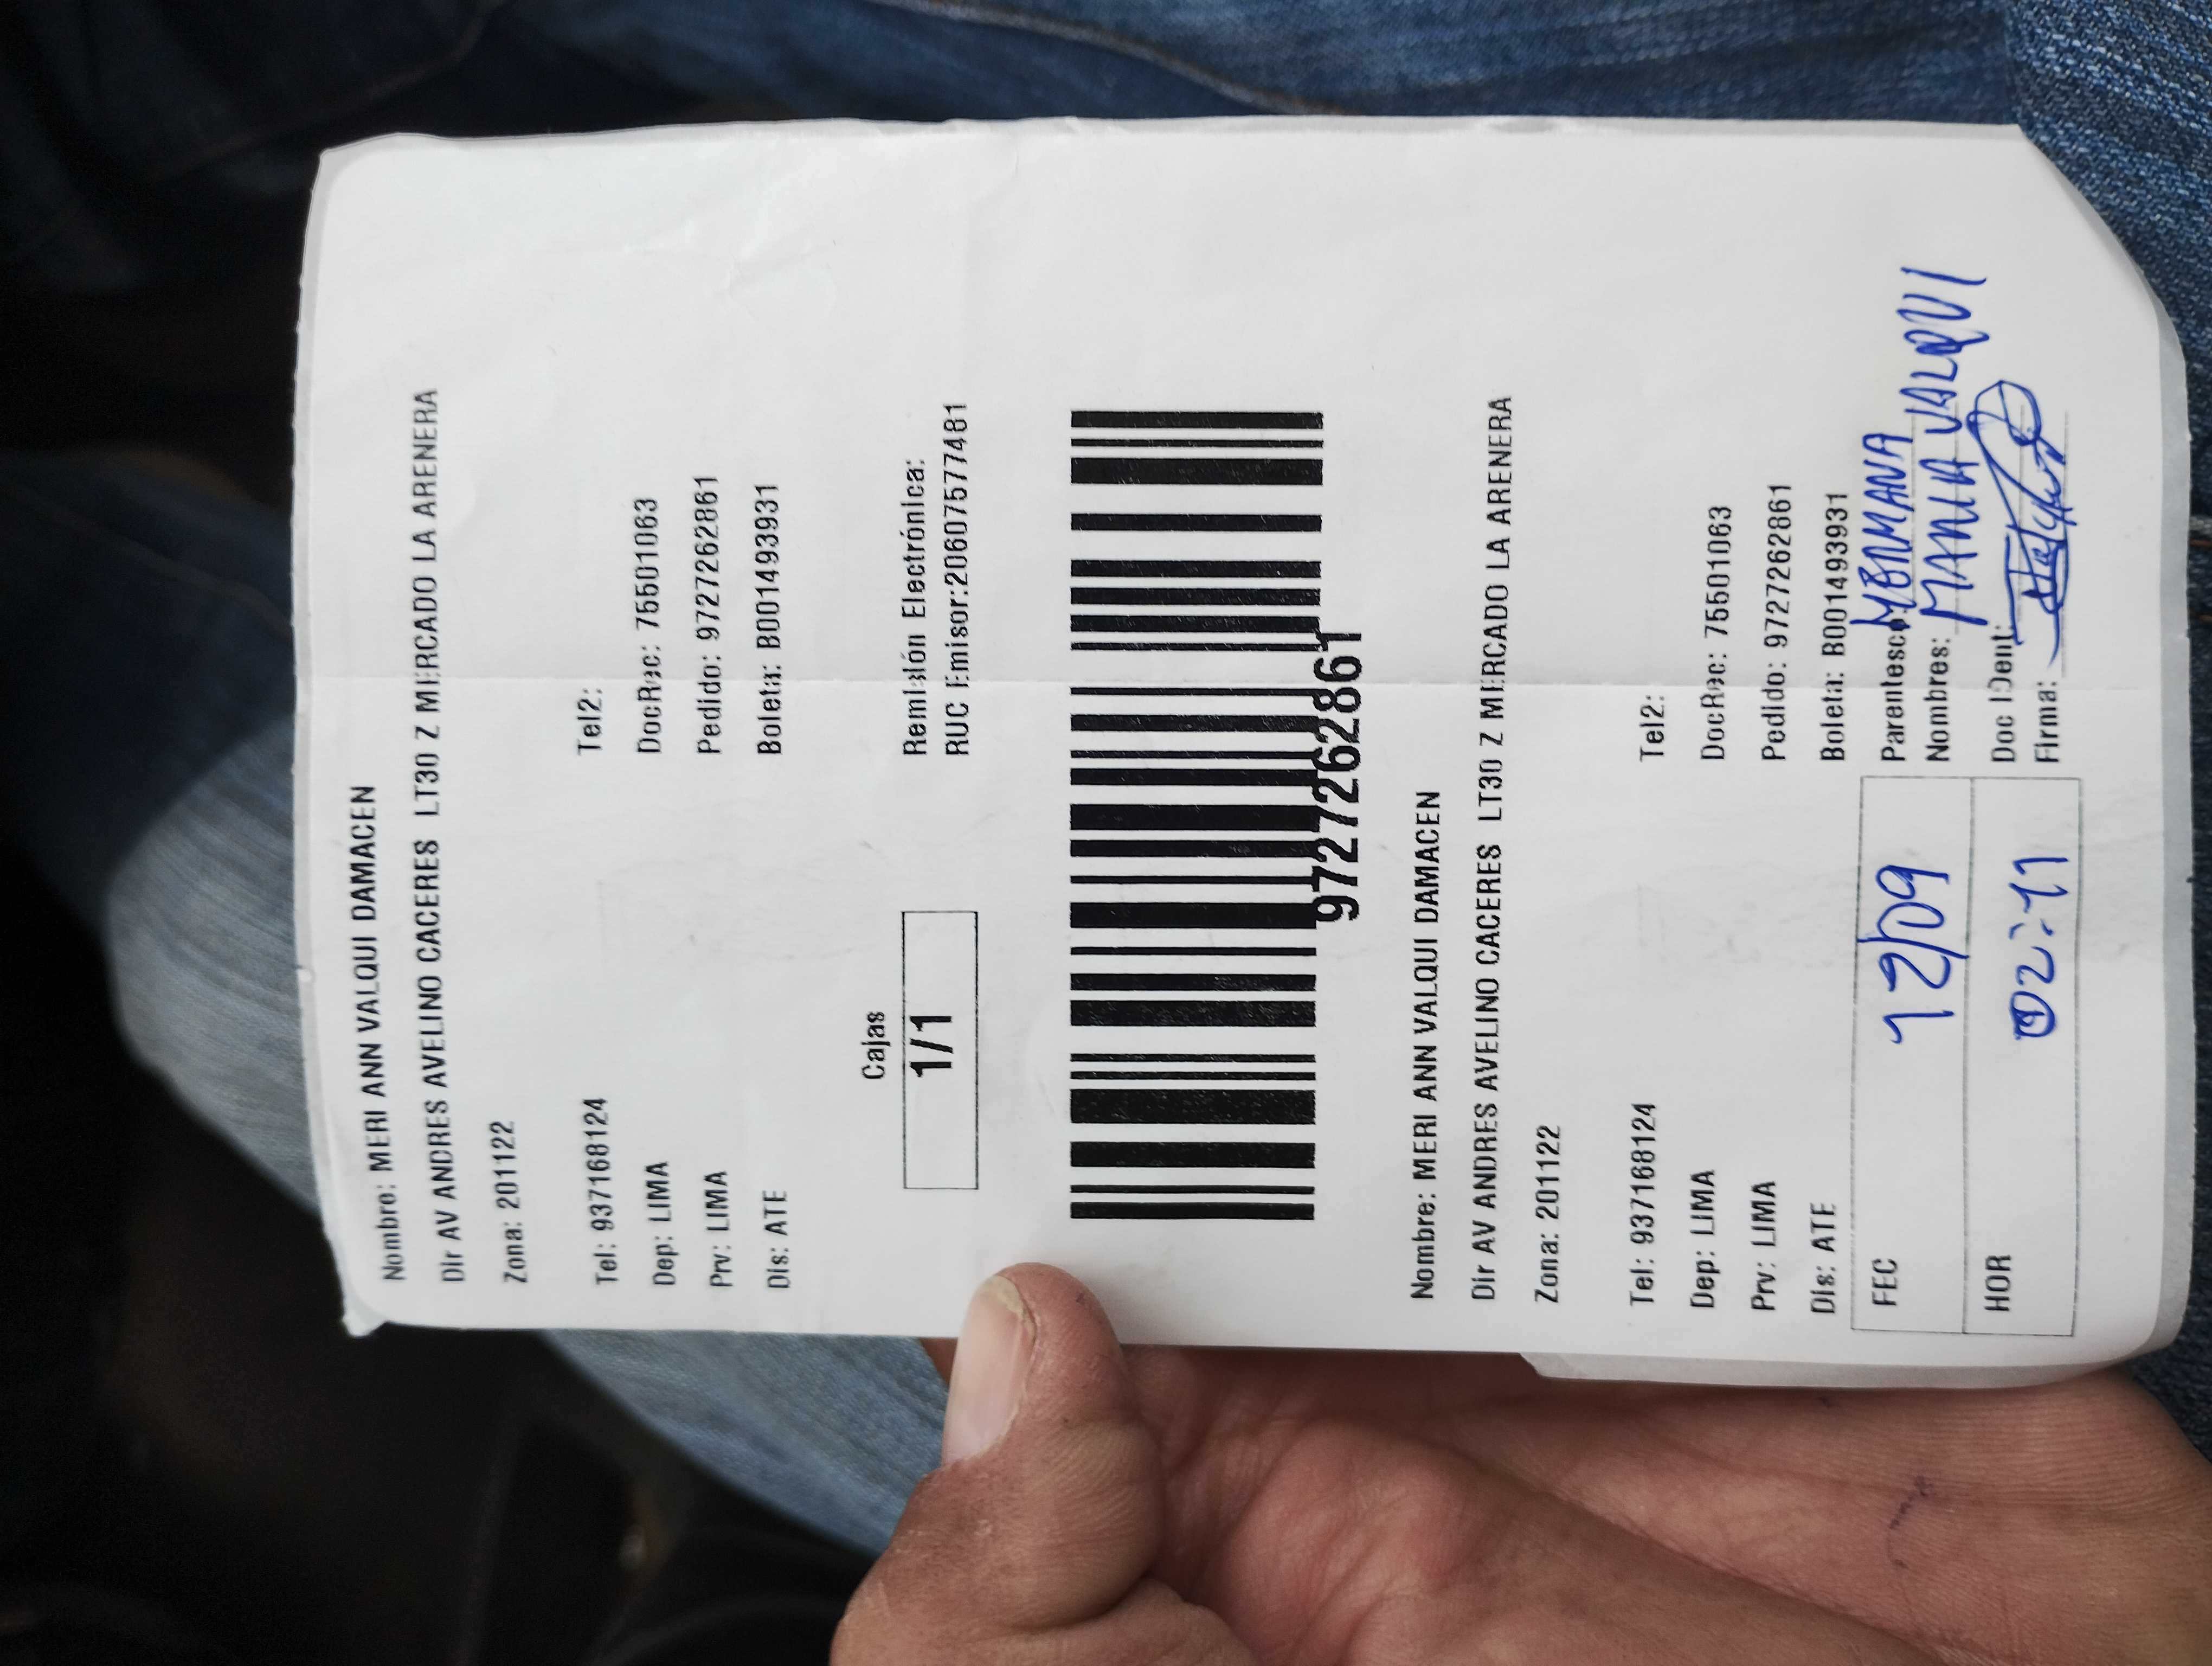 Nombre: MERI ANN VALQUI DAMACEN
Dir AV ANDRES AVELINO CACERES LT30 Z MERCADO LA ARENERA
Zona: 201122
Tel: 937168124 Tel2:
Dep: LIMA DocRec: 75501063
Prv: LIMA Pedido: 9727262861
Dis: ATE Boleta: B001493931
Cajas
1/1
Remisión Electrónica:
RUC Emisor:20607577481
9727262861
Nombre: MERI ANN VALQUI DAMACEN
Dir AV ANDRES AVELINO CACERES LT30 Z MERCADO LA ARENERA
Zona: 201122
Tel: 937168124 Tel2:
Dep: LIMA DocRec: 75501063
Prv: LIMA Pedido: 9727262861
Dis: ATE Boleta: B001493931
FEC 12/09 Parentesco:
Nombres: VALQUI
HOR 02:11 Doc IDent:
Firma: